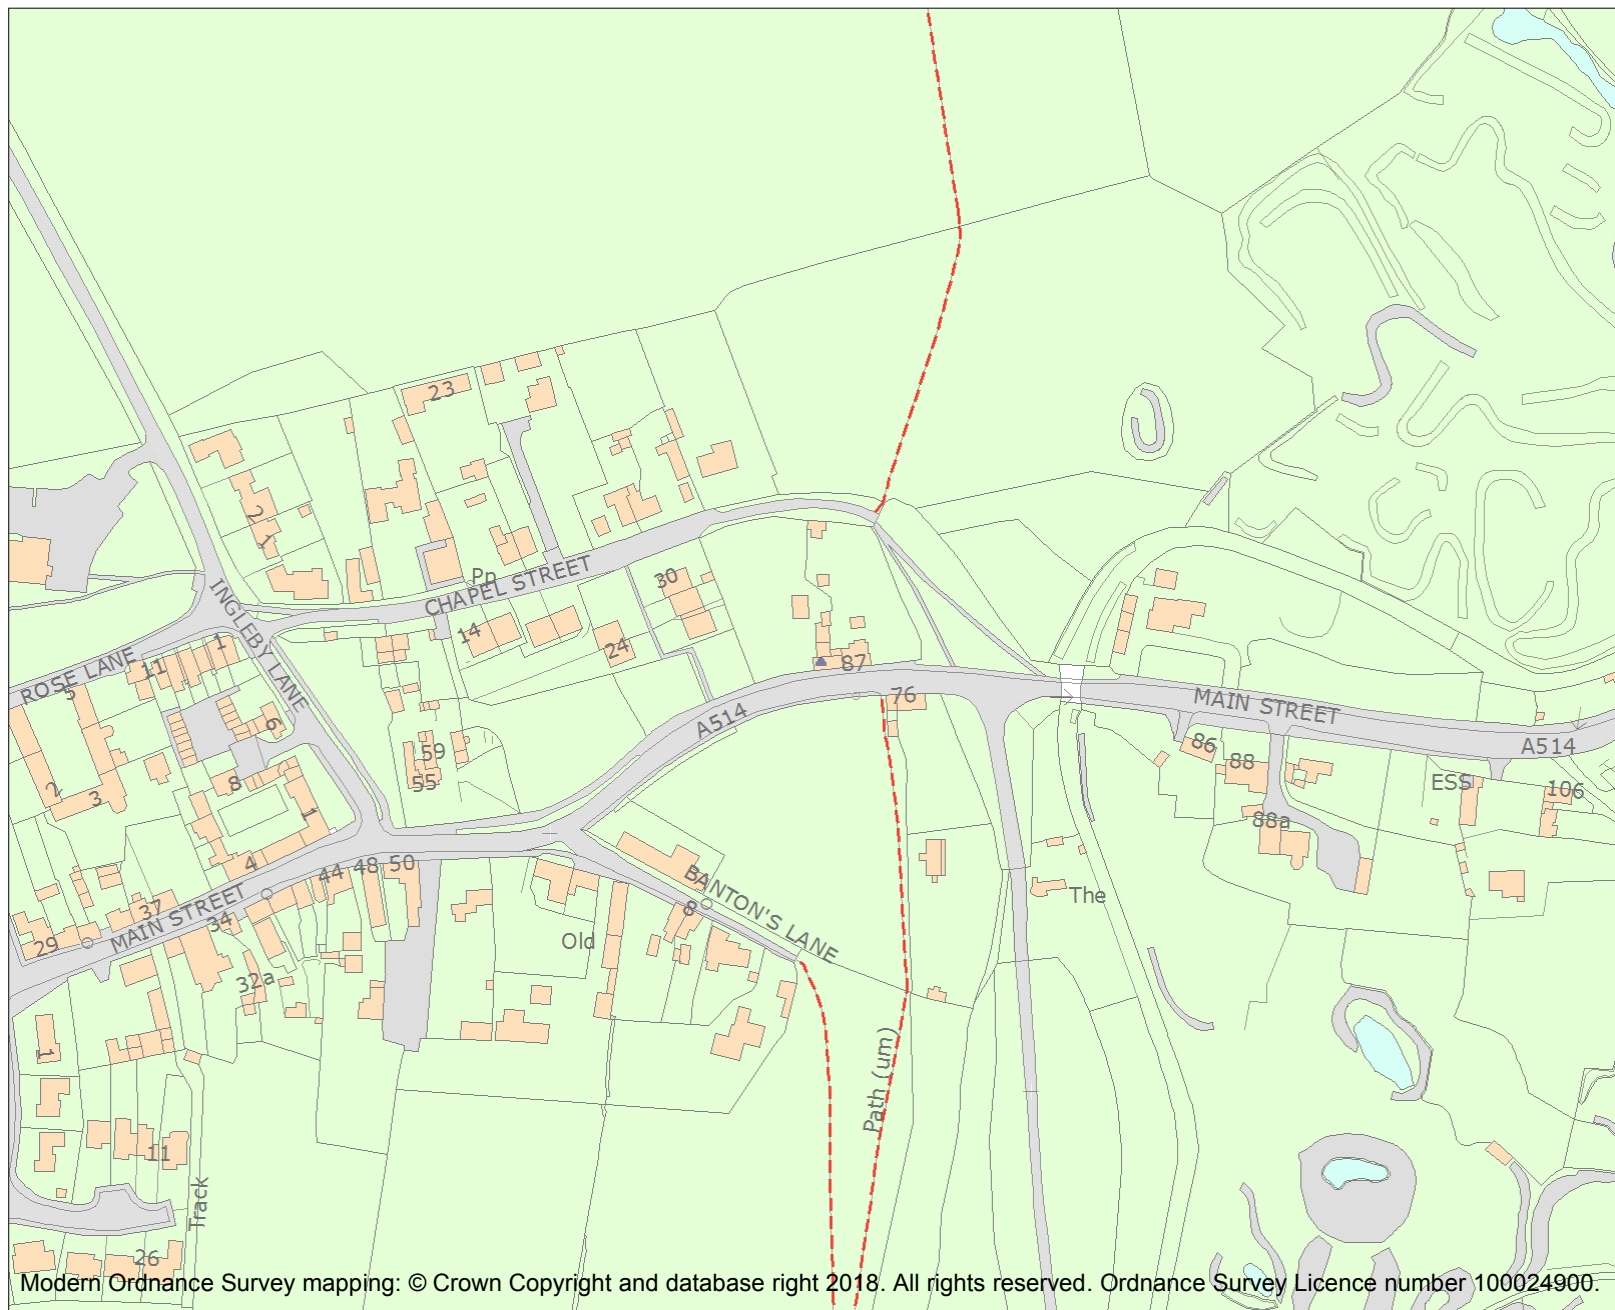 23
2
1
Pp
CHAPEL STREET
30
14
24
INGLEBY LANE
1
11
ROSE LANE
5
87
76
A514
MAIN STREET
A514
6
59
55
86
88
ESS
106
88a
2
3
8
1
4
44 48 50
BANTON'S LANE
8
The
37
34
MAIN STREET
29
Old
32a
1
Path (um)
11
Track
26
Modern Ordnance Survey mapping: © Crown Copyright and database right 2018. All rights reserved. Ordnance Survey Licence number 100024900.